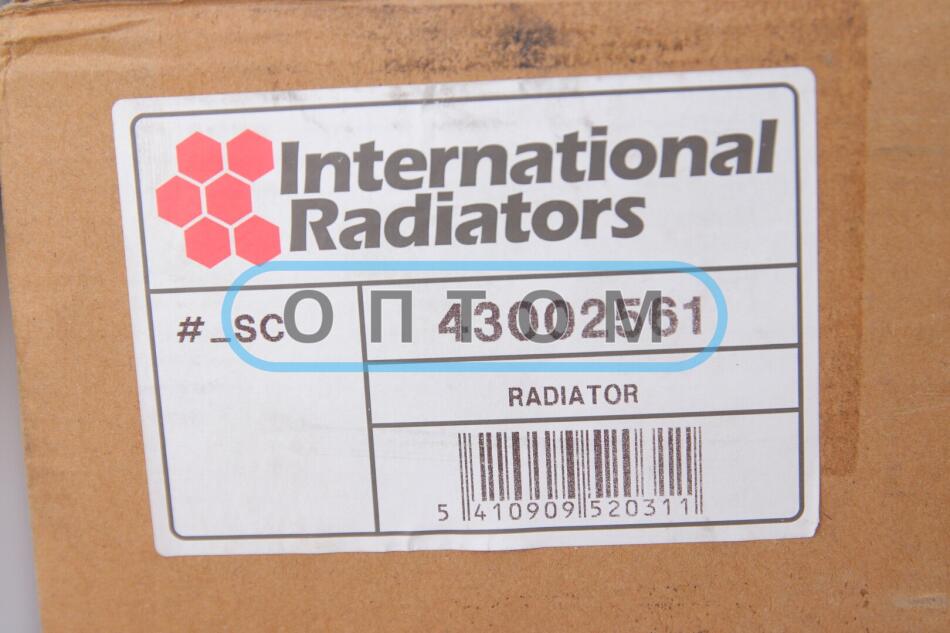 International
Radiators
#_SC
43002561
ОПТОМ
RADIATOR
5 410909 520311